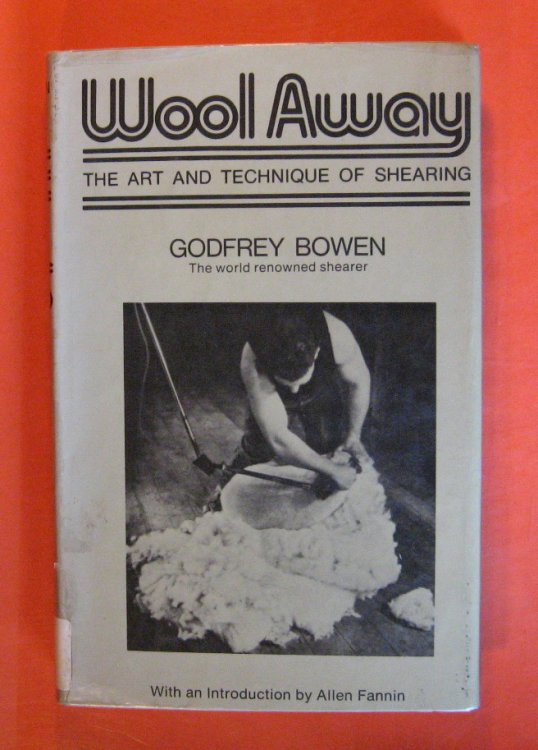 Wool Away
THE ART AND TECHNIQUE OF SHEARING
GODFREY BOWEN
The world renowned shearer
With an Introduction by Allen Fannin